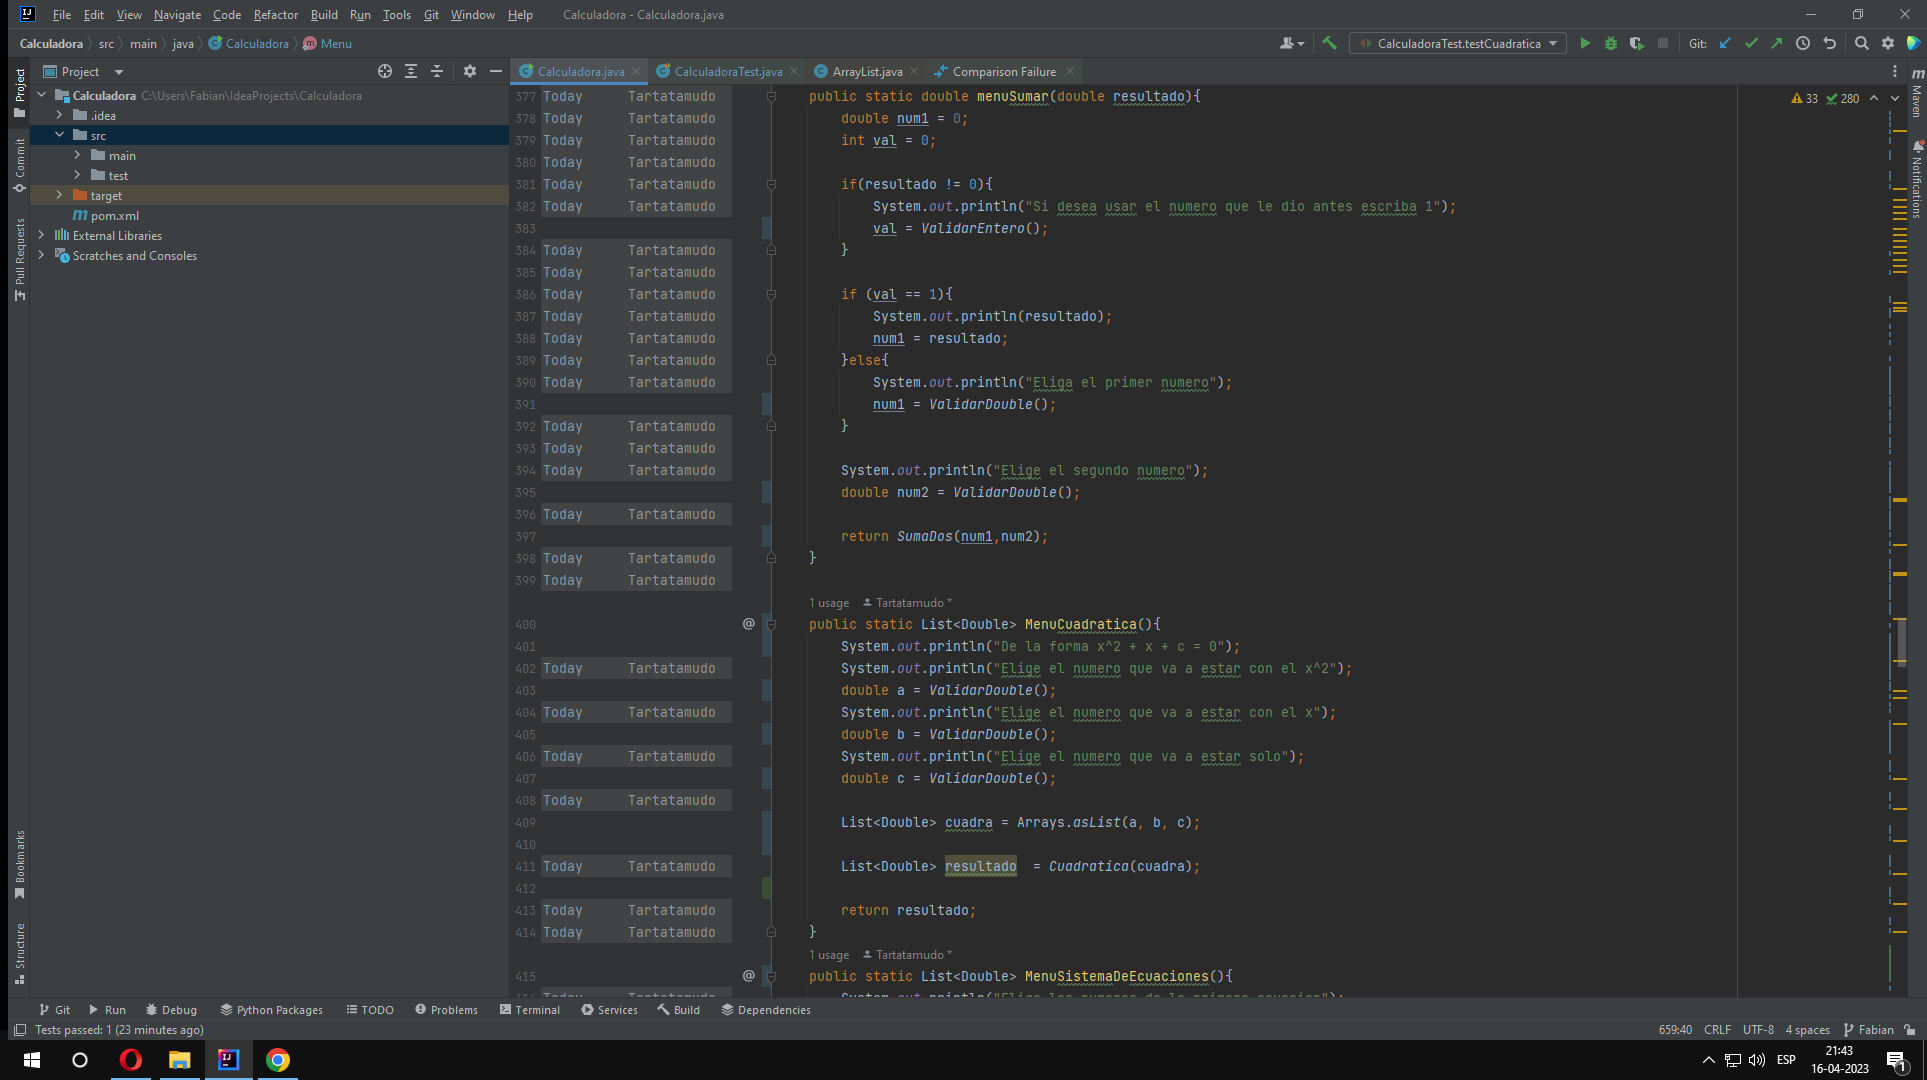 File Edit View Navigate Code Refactor Build Run Tools Git Window Help Calculadora - Calculadora.java
Calculadora src main java Calculadora Menu CalculadoraTest.testCuadratica Git:
Project Calculadora.java CalculadoraTest.java ArrayList.java Comparison Failure
Project
Commit
Pull Request
Bookmarks
Structure
Calculadora C:\Users\Fabian\IdeaProjects\Calculadora
.idea
src
main
test
target
pom.xml
External Libraries
Scratches and Consoles
33 280
377 Today Tartatamudo public static double menuSumar(double resultado){
378 Today Tartatamudo double num1 = 0;
379 Today Tartatamudo int val = 0;
380 Today Tartatamudo
381 Today Tartatamudo if(resultado != 0){
382 Today Tartatamudo System.out.println("Si desea usar el numero que le dio antes escriba 1");
383 val = ValidarEntero();
384 Today Tartatamudo }
385 Today Tartatamudo
386 Today Tartatamudo if (val == 1){
387 Today Tartatamudo System.out.println(resultado);
388 Today Tartatamudo num1 = resultado;
389 Today Tartatamudo }else{
390 Today Tartatamudo System.out.println("Eliga el primer numero");
391 num1 = ValidarDouble();
392 Today Tartatamudo }
393 Today Tartatamudo
394 Today Tartatamudo System.out.println("Elige el segundo numero");
395 double num2 = ValidarDouble();
396 Today Tartatamudo
397 return SumaDos(num1,num2);
398 Today Tartatamudo }
399 Today Tartatamudo
1 usage Tartatamudo *
400 @ public static List<Double> MenuCuadratica(){
401 System.out.println("De la forma x^2 + x + c = 0");
402 Today Tartatamudo System.out.println("Elige el numero que va a estar con el x^2");
403 double a = ValidarDouble();
404 Today Tartatamudo System.out.println("Elige el numero que va a estar con el x");
405 double b = ValidarDouble();
406 Today Tartatamudo System.out.println("Elige el numero que va a estar solo");
407 double c = ValidarDouble();
408 Today Tartatamudo
409 List<Double> cuadra = Arrays.asList(a, b, c);
410
411 Today Tartatamudo List<Double> resultado = Cuadratica(cuadra);
412
413 Today Tartatamudo return resultado;
414 Today Tartatamudo }
1 usage Tartatamudo *
415 @ public static List<Double> MenuSistemaDeEcuaciones(){
Maven
Notifications
Git Run Debug Python Packages TODO Problems Terminal Services Build Dependencies
Tests passed: 1 (23 minutes ago) 659:40 CRLF UTF-8 4 spaces Fabian
ESP 21:43
16-04-2023
1